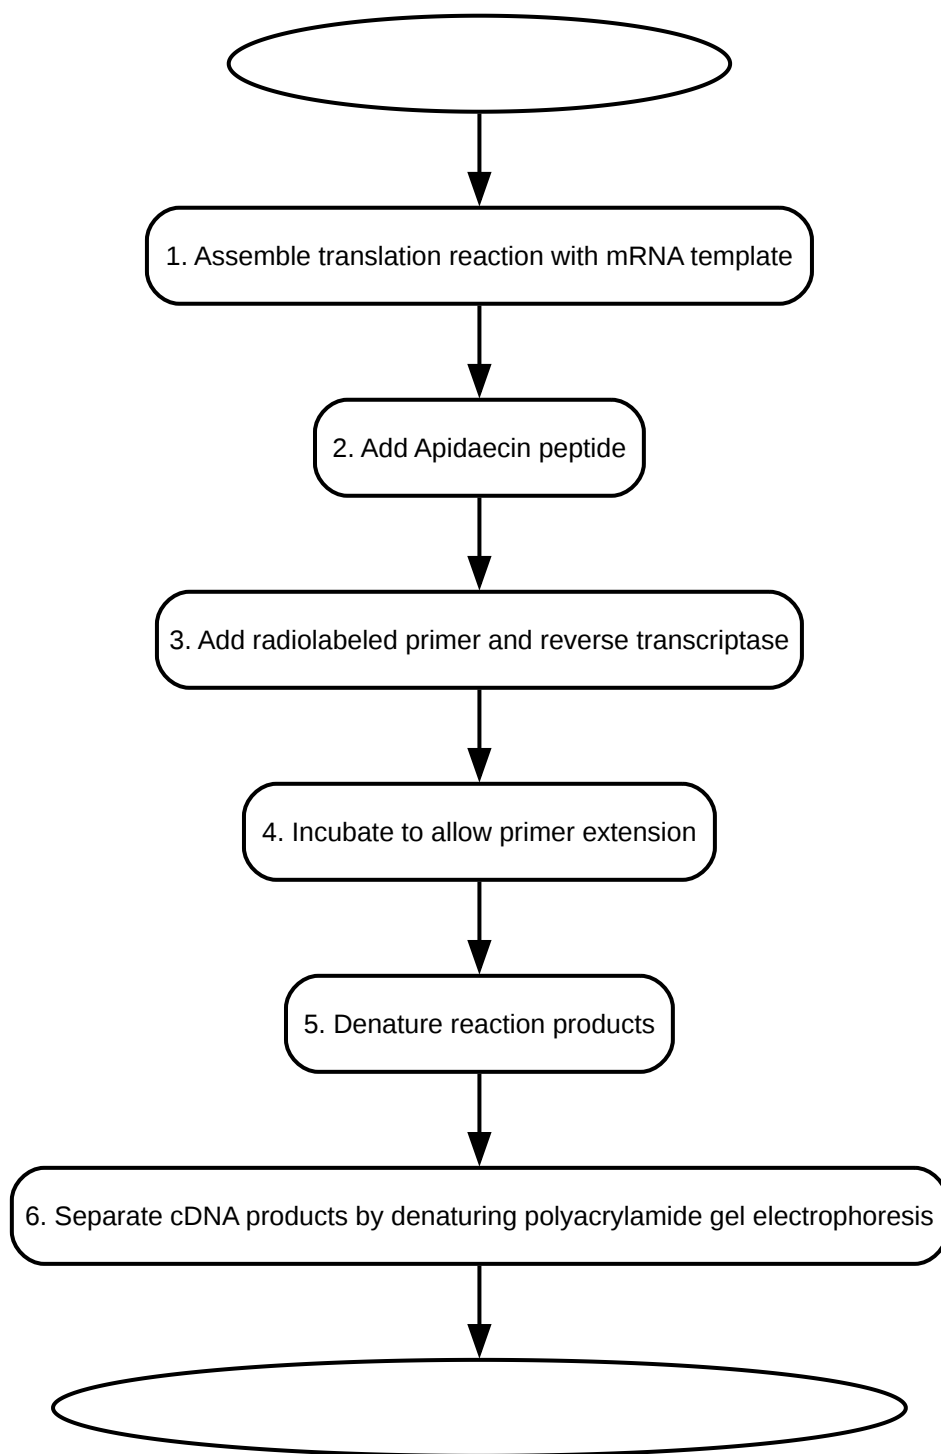 1. Assemble translation reaction with mRNA template
2. Add Apidaecin peptide
3. Add radiolabeled primer and reverse transcriptase
4. Incubate to allow primer extension
5. Denature reaction products
6. Separate cDNA products by denaturing polyacrylamide gel electrophoresis